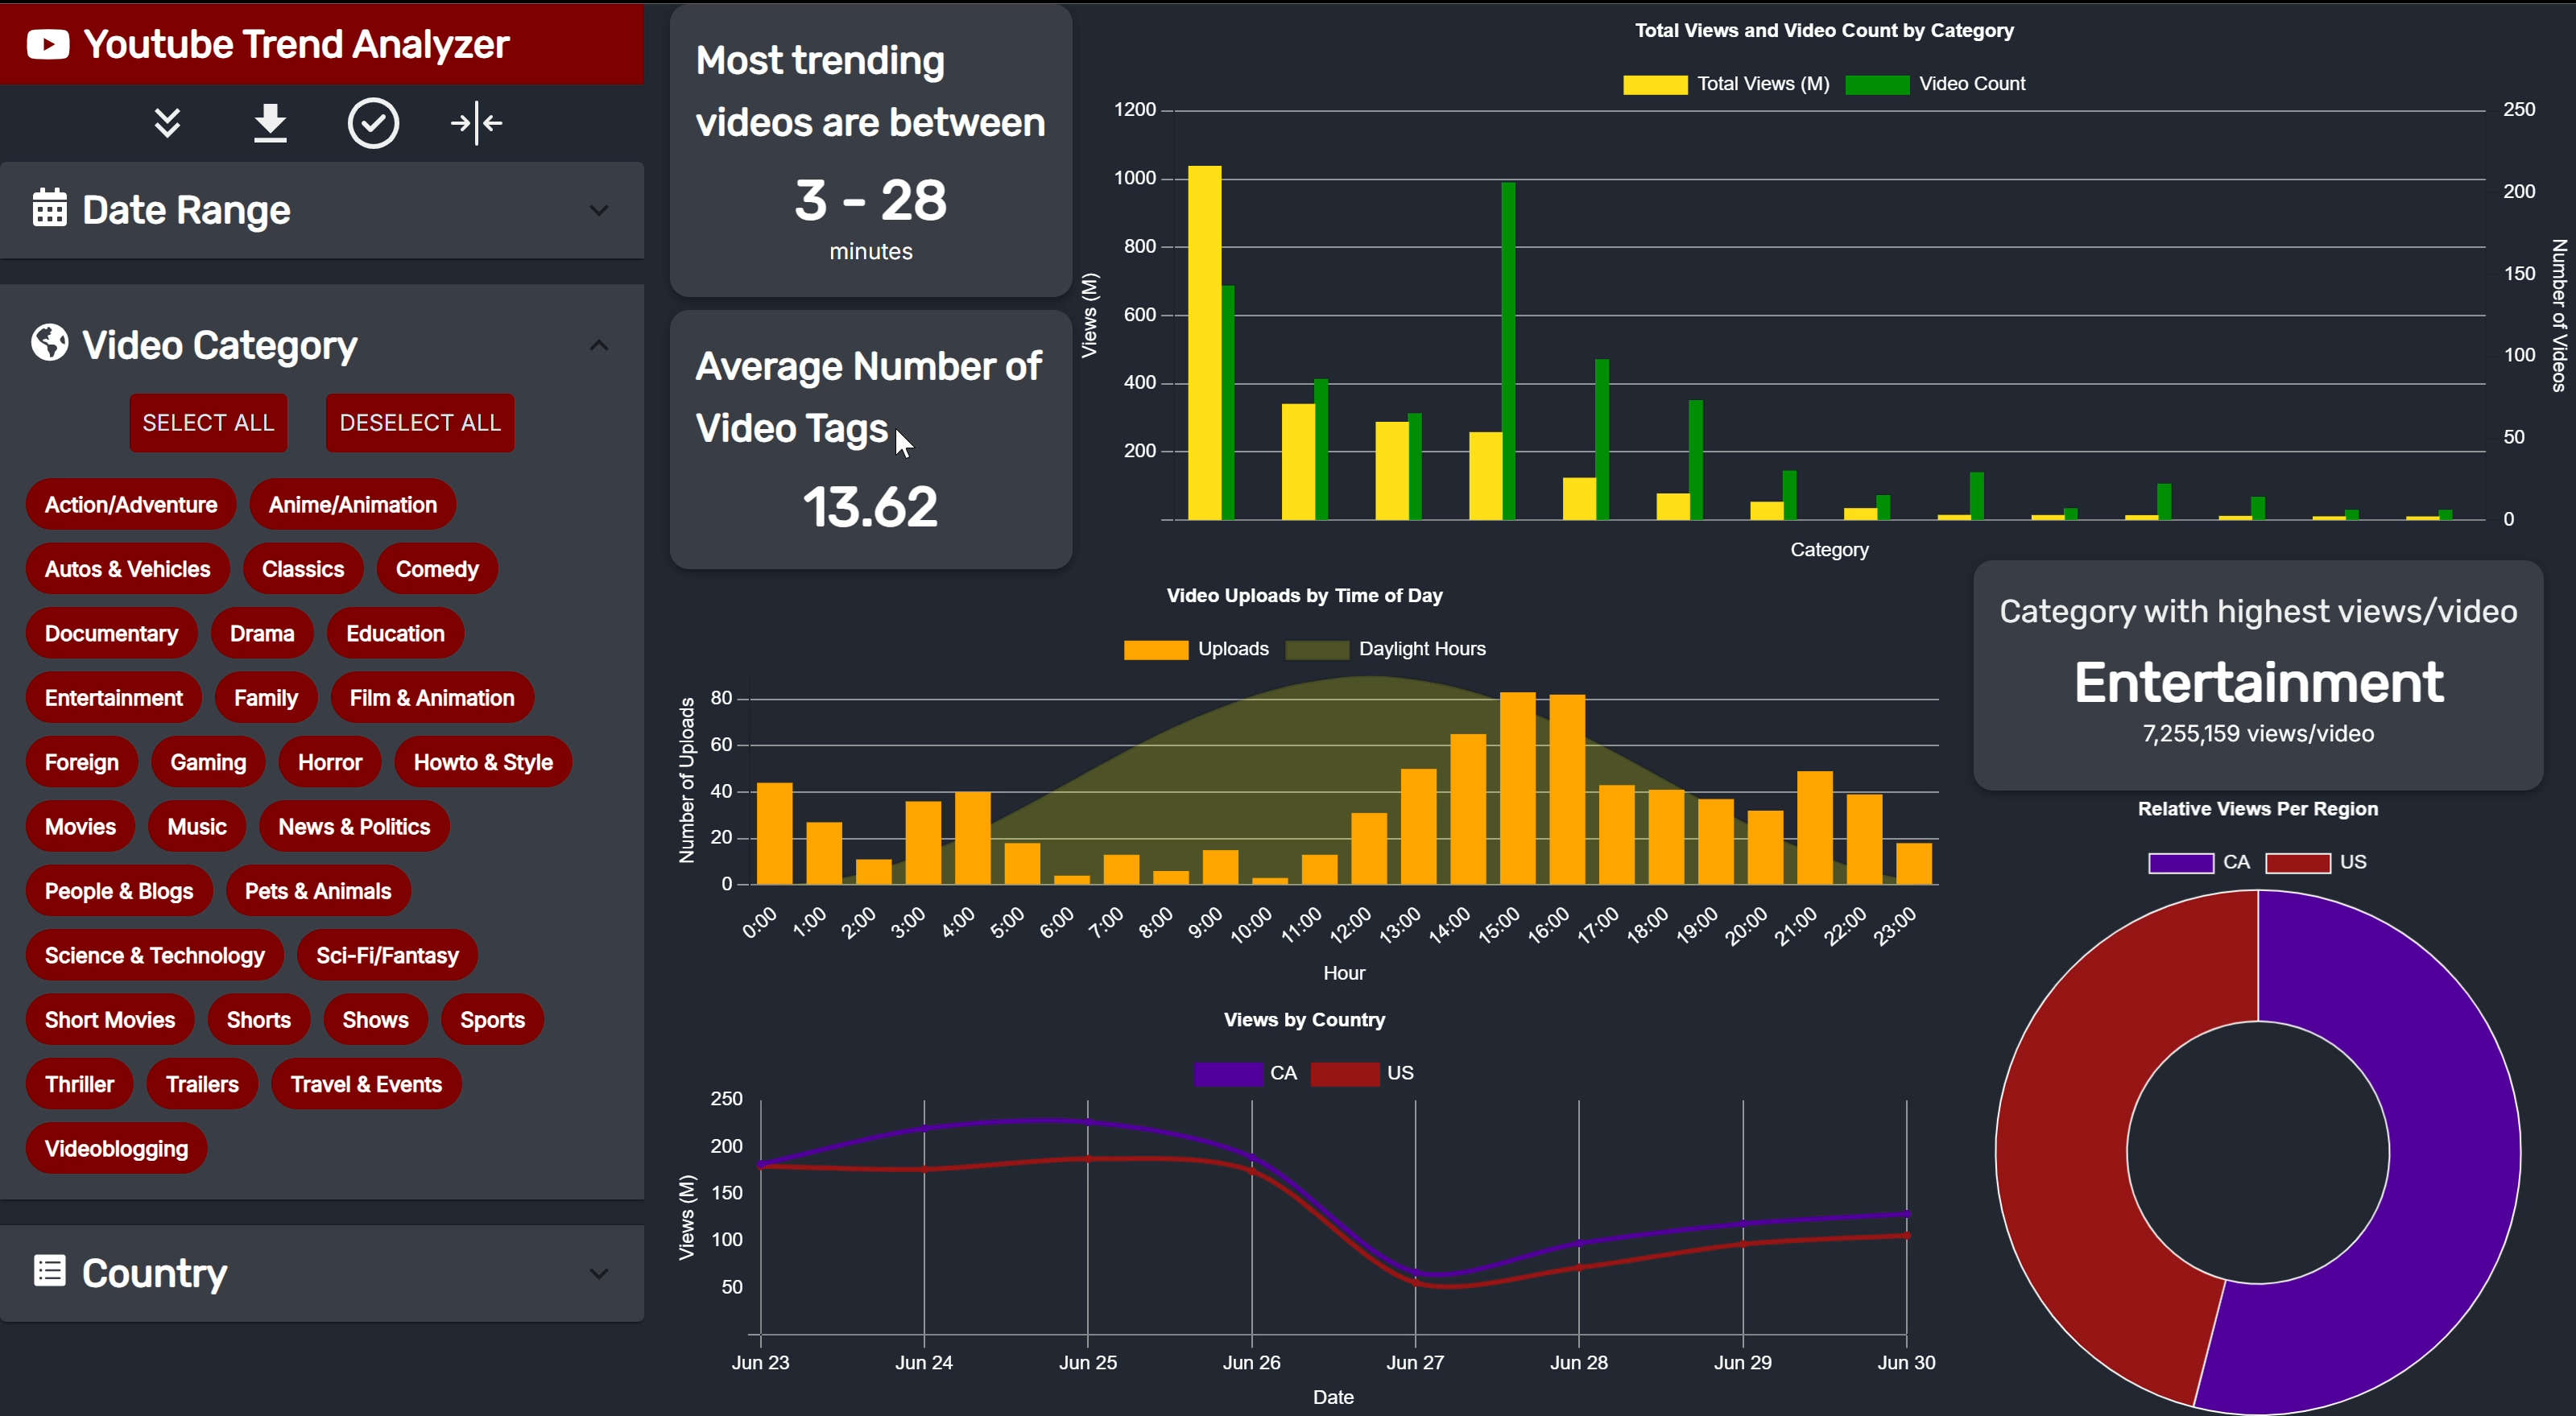 Youtube Trend Analyzer
Date Range
Video Category
SELECT ALL DESELECT ALL
Action/Adventure Anime/Animation
Autos & Vehicles Classics Comedy
Documentary Drama Education
Entertainment Family Film & Animation
Foreign Gaming Horror Howto & Style
Movies Music News & Politics
People & Blogs Pets & Animals
Science & Technology Sci-Fi/Fantasy
Short Movies Shorts Shows Sports
Thriller Trailers Travel & Events
Videoblogging
Country
Most trending
videos are between
3 - 28
minutes
Average Number of
Video Tags
13.62
Total Views and Video Count by Category
Total Views (M) Video Count
Views (M)
1200
1000
800
600
400
200
250
200
150
100
50
0
Number of Videos
Category
Video Uploads by Time of Day
Uploads Daylight Hours
Number of Uploads
80
60
40
20
0
0:00 1:00 2:00 3:00 4:00 5:00 6:00 7:00 8:00 9:00 10:00 11:00 12:00 13:00 14:00 15:00 16:00 17:00 18:00 19:00 20:00 21:00 22:00 23:00
Hour
Category with highest views/video
Entertainment
7,255,159 views/video
Relative Views Per Region
CA US
Views by Country
CA US
Views (M)
250
200
150
100
50
Jun 23 Jun 24 Jun 25 Jun 26 Jun 27 Jun 28 Jun 29 Jun 30
Date